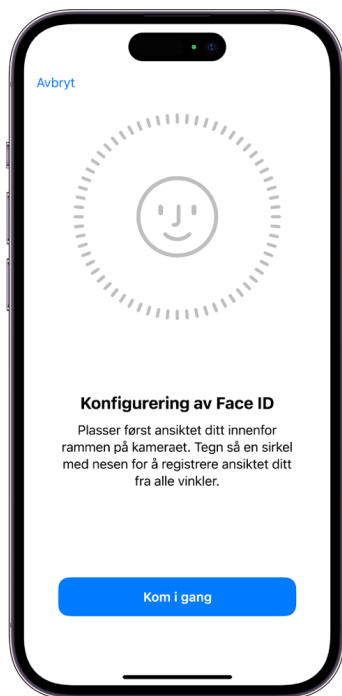 Avbryt
Konfigurering av Face ID
Plasser først ansiktet ditt innenfor
rammen på kameraet. Tegn så en sirkel
med nesen for å registrere ansiktet ditt
fra alle vinkler.
Kom i gang